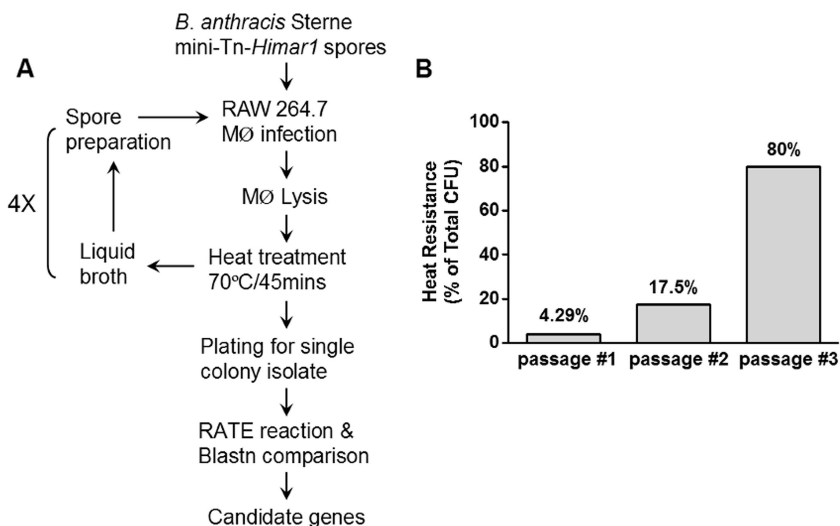 A
B. anthracis Sterne
mini-Tn-Himar1 spores
Spore
preparation
RAW 264.7
MØ infection
4X
MØ Lysis
Liquid
broth
Heat treatment
70ºC/45mins
Plating for single
colony isolate
RATE reaction &
Blastn comparison
Candidate genes
B
Heat Resistance
(% of Total CFU)
100
80
60
40
20
0
4.29%
17.5%
80%
passage #1
passage #2
passage #3